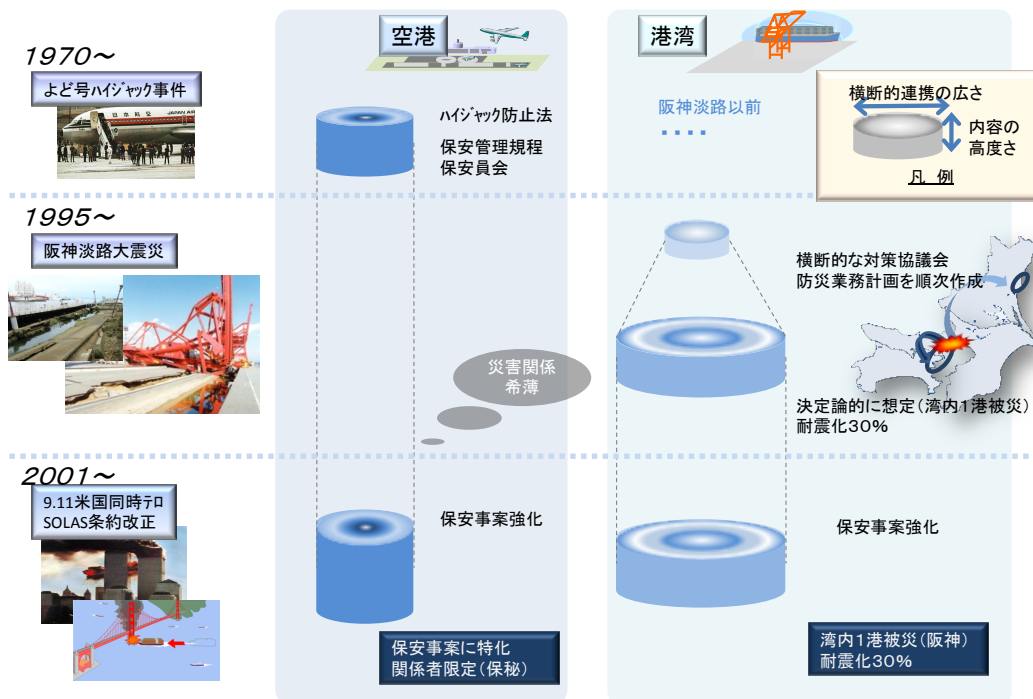 空港
港湾
1970～
よど号ハイジャック事件
日本航空 JAPAN AIR
ハイジャック防止法
保安管理規程
保安員会
阪神淡路以前
・・・・
横断的連携の広さ
内容の
高度さ
凡 例
1995～
阪神淡路大震災
横断的な対策協議会
防災業務計画を順次作成
災害関係
希薄
決定論的に想定（湾内１港被災）
耐震化３０％
2001～
9.11米国同時テロ
SOLAS条約改正
保安事案強化
保安事案強化
保安事案に特化
関係者限定（保秘）
湾内１港被災（阪神）
耐震化３０％